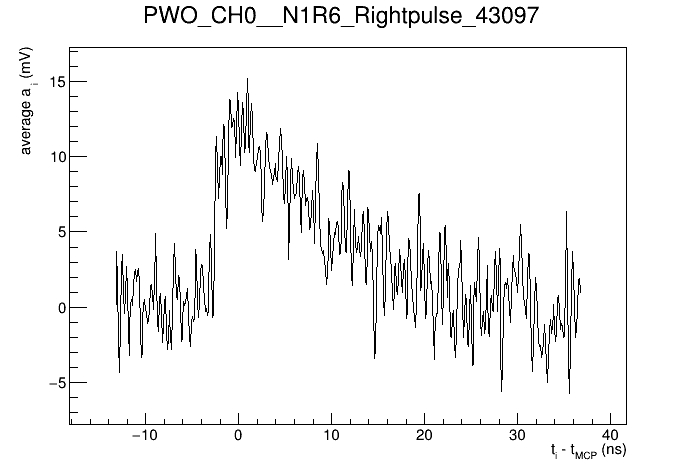 PWO_CH0__N1R6_Rightpulse_43097
average a_i (mV)
15
10
5
0
−5
−10 0 10 20 30 40
t_i - t_MCP (ns)